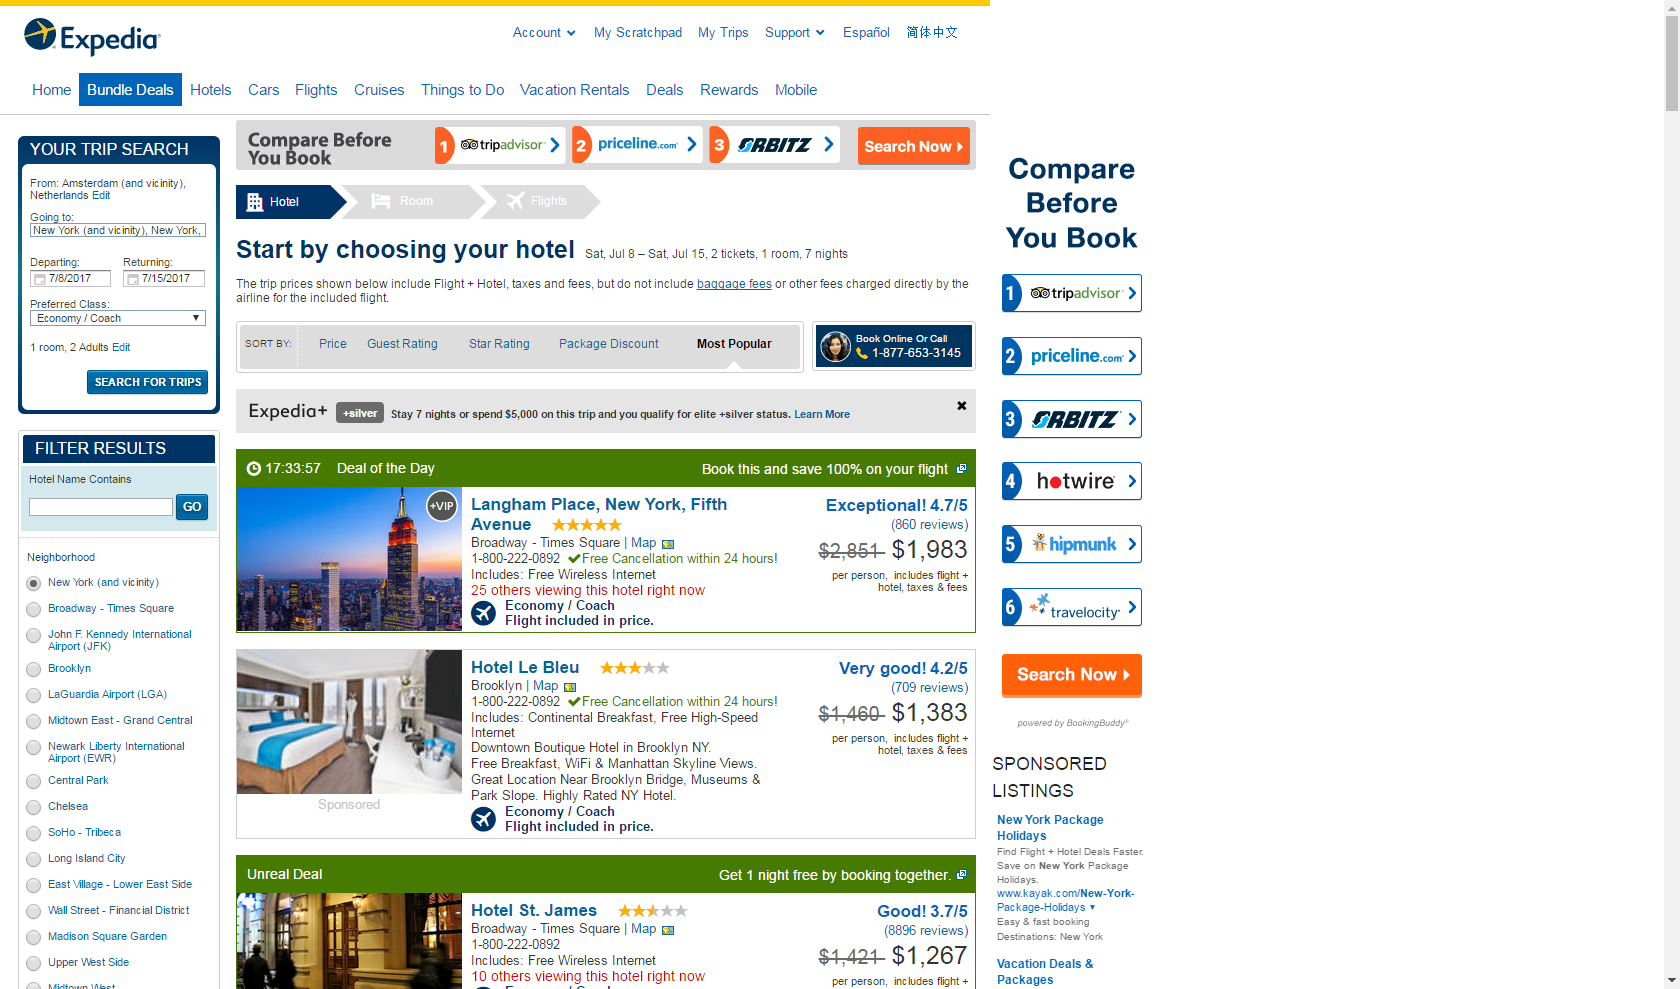 Expedia
Account
My Scratchpad
My Trips
Support
Español
简体中文
Home
Bundle Deals
Hotels
Cars
Flights
Cruises
Things to Do
Vacation Rentals
Deals
Rewards
Mobile
YOUR TRIP SEARCH
From: Amsterdam (and vicinity),
Netherlands Edit
Going to:
New York (and vicinity), New York,
Departing:
Returning:
7/8/2017
7/15/2017
Preferred Class:
Economy / Coach
1 room, 2 Adults Edit
SEARCH FOR TRIPS
FILTER RESULTS
Hotel Name Contains
GO
Neighborhood
New York (and vicinity)
Broadway - Times Square
John F. Kennedy International
Airport (JFK)
Brooklyn
LaGuardia Airport (LGA)
Midtown East - Grand Central
Newark Liberty International
Airport (EWR)
Central Park
Chelsea
SoHo - Tribeca
Long Island City
East Village - Lower East Side
Wall Street - Financial District
Madison Square Garden
Upper West Side
Midtown West
Compare Before
You Book
1 tripadvisor
2 priceline.com
3 ORBITZ
Search Now
Hotel
Room
Flights
Start by choosing your hotel
Sat, Jul 8 – Sat, Jul 15, 2 tickets, 1 room, 7 nights
The trip prices shown below include Flight + Hotel, taxes and fees, but do not include baggage fees or other fees charged directly by the
airline for the included flight.
SORT BY:
Price
Guest Rating
Star Rating
Package Discount
Most Popular
Book Online Or Call
1-877-653-3145
Expedia+
+silver
Stay 7 nights or spend $5,000 on this trip and you qualify for elite +silver status. Learn More
17:33:57
Deal of the Day
Book this and save 100% on your flight
+VIP
Langham Place, New York, Fifth
Avenue
Broadway - Times Square | Map
1-800-222-0892 Free Cancellation within 24 hours!
Includes: Free Wireless Internet
25 others viewing this hotel right now
Economy / Coach
Flight included in price.
Exceptional! 4.7/5
(860 reviews)
$2,851 $1,983
per person, includes flight +
hotel, taxes & fees
Sponsored
Hotel Le Bleu
Brooklyn | Map
1-800-222-0892 Free Cancellation within 24 hours!
Includes: Continental Breakfast, Free High-Speed
Internet
Downtown Boutique Hotel in Brooklyn NY.
Free Breakfast, WiFi & Manhattan Skyline Views.
Great Location Near Brooklyn Bridge, Museums &
Park Slope. Highly Rated NY Hotel.
Economy / Coach
Flight included in price.
Very good! 4.2/5
(709 reviews)
$1,460 $1,383
per person, includes flight +
hotel, taxes & fees
Unreal Deal
Get 1 night free by booking together.
Hotel St. James
Broadway - Times Square | Map
1-800-222-0892
Includes: Free Wireless Internet
10 others viewing this hotel right now
Economy / Coach
Good! 3.7/5
(8896 reviews)
$1,421 $1,267
per person, includes flight +
Compare
Before
You Book
1 tripadvisor
2 priceline.com
3 ORBITZ
4 hotwire
5 hipmunk
6 travelocity
Search Now
powered by BookingBuddy
SPONSORED
LISTINGS
New York Package
Holidays
Find Flight + Hotel Deals Faster.
Save on New York Package
Holidays.
www.kayak.com/New-York-
Package-Holidays
Easy & fast booking
Destinations: New York
Vacation Deals &
Packages